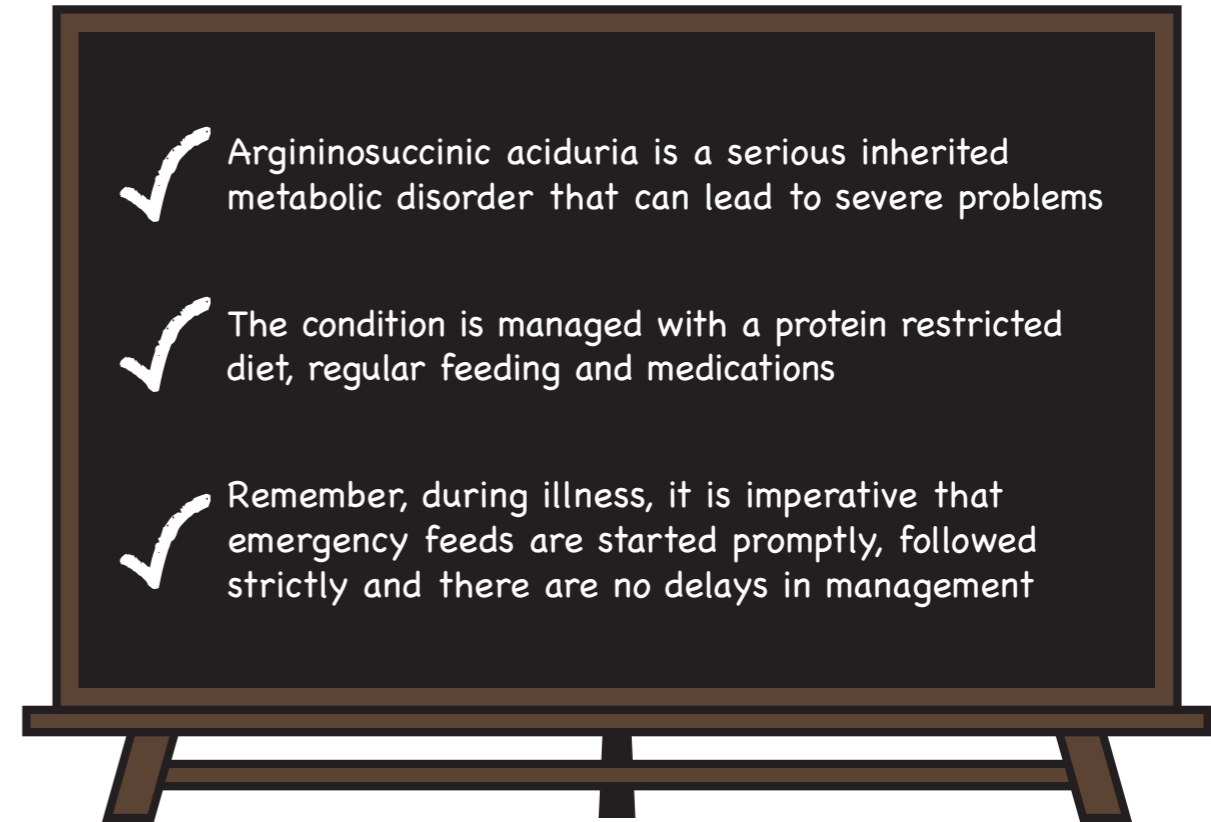 Argininosuccinic aciduria is a serious inherited
metabolic disorder that can lead to severe problems
The condition is managed with a protein restricted
diet, regular feeding and medications
Remember, during illness, it is imperative that
emergency feeds are started promptly, followed
strictly and there are no delays in management